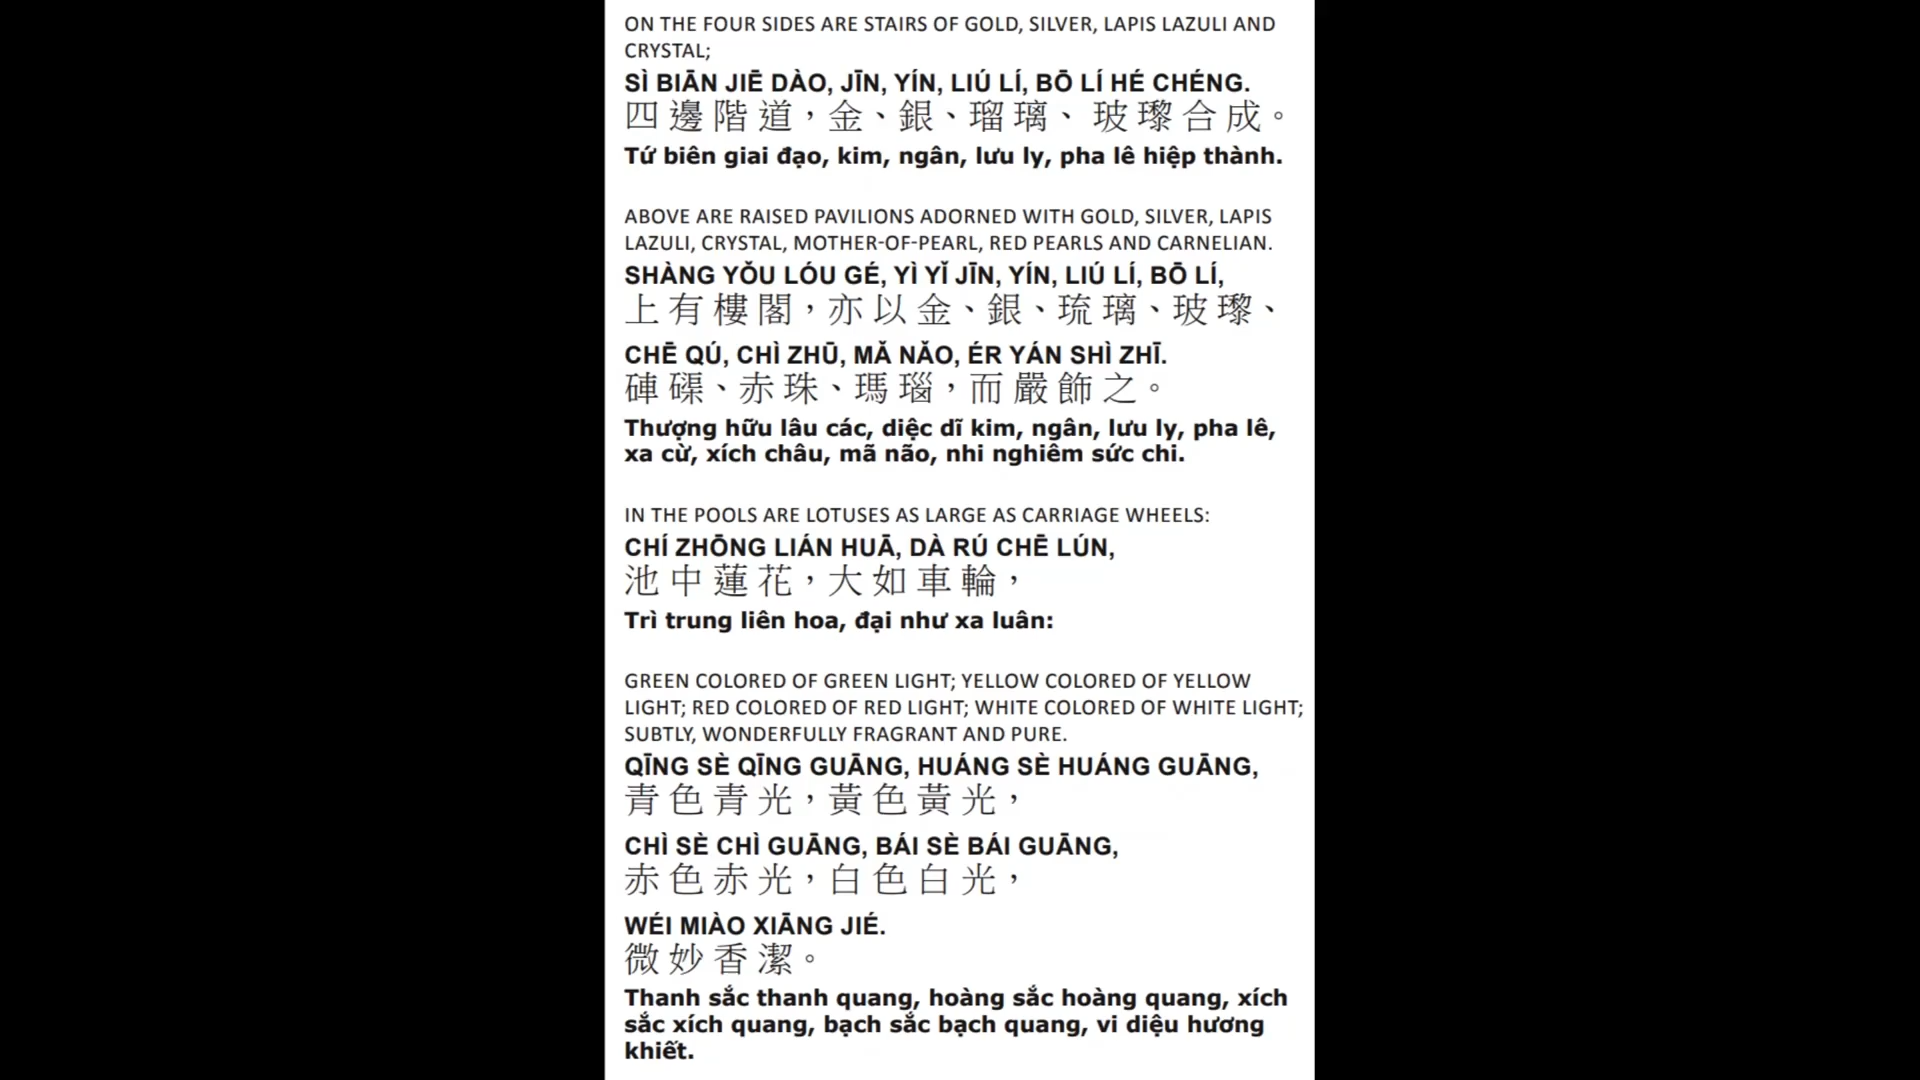 ON THE FOUR SIDES ARE STAIRS OF GOLD, SILVER, LAPIS LAZULI AND
CRYSTAL;
SÌ BIĀN JIĒ DÀO, JĪN, YÍN, LIÚ LÍ, BŌ LÍ HÉ CHÉNG.
四邊階道，金、銀、瑠璃、玻瓈合成。
Tứ biên giai đạo, kim, ngân, lưu ly, pha lê hiệp thành.
ABOVE ARE RAISED PAVILIONS ADORNED WITH GOLD, SILVER, LAPIS
LAZULI, CRYSTAL, MOTHER-OF-PEARL, RED PEARLS AND CARNELIAN.
SHÀNG YǑU LÓU GÉ, YÌ YǏ JĪN, YÍN, LIÚ LÍ, BŌ LÍ,
上有樓閣，亦以金、銀、琉璃、玻瓈、
CHĒ QÚ, CHÌ ZHŪ, MǍ NǍO, ÉR YÁN SHÌ ZHĪ.
硨磲、赤珠、瑪瑙，而嚴飾之。
Thượng hữu lâu các, diệc dĩ kim, ngân, lưu ly, pha lê,
xa cừ, xích châu, mã não, nhi nghiêm sức chi.
IN THE POOLS ARE LOTUSES AS LARGE AS CARRIAGE WHEELS:
CHÍ ZHŌNG LIÁN HUĀ, DÀ RÚ CHĒ LÚN,
池中蓮花，大如車輪，
Trì trung liên hoa, đại như xa luân:
GREEN COLORED OF GREEN LIGHT; YELLOW COLORED OF YELLOW
LIGHT; RED COLORED OF RED LIGHT; WHITE COLORED OF WHITE LIGHT;
SUBTLY, WONDERFULLY FRAGRANT AND PURE.
QĪNG SÈ QĪNG GUĀNG, HUÁNG SÈ HUÁNG GUĀNG,
青色青光，黃色黃光，
CHÌ SÈ CHÌ GUĀNG, BÁI SÈ BÁI GUĀNG,
赤色赤光，白色白光，
WÉI MIÀO XIĀNG JIÉ.
微妙香潔。
Thanh sắc thanh quang, hoàng sắc hoàng quang, xích
sắc xích quang, bạch sắc bạch quang, vi diệu hương
khiết.